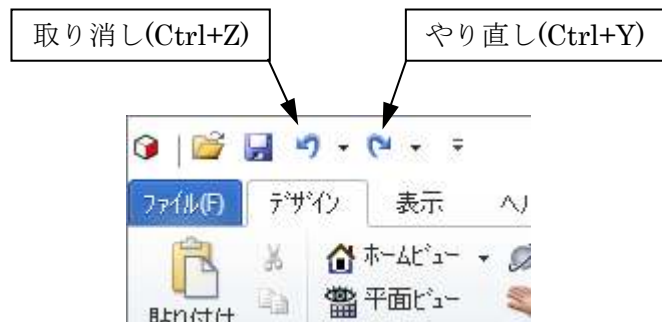 取り消し(Ctrl+Z)
やり直し(Ctrl+Y)
ファイル(F) デザイン 表示
ホームビュー
平面ビュー
貼り付け